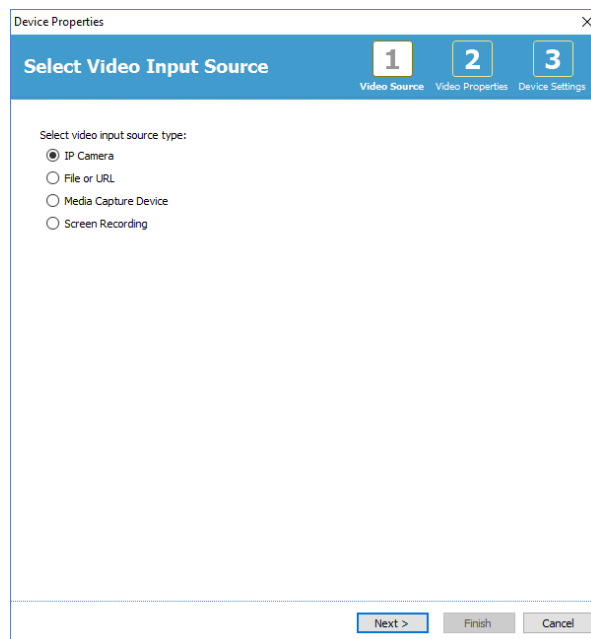 Device Properties
Select Video Input Source
1 2 3
Video Source Video Properties Device Settings
Select video input source type:
IP Camera
File or URL
Media Capture Device
Screen Recording
Next > Finish Cancel